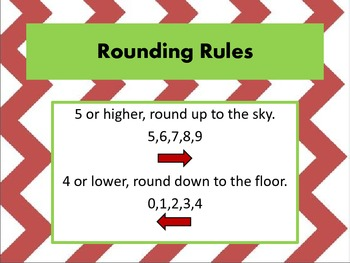 Rounding Rules
5 or higher, round up to the sky.
5,6,7,8,9
4 or lower, round down to the floor.
0,1,2,3,4